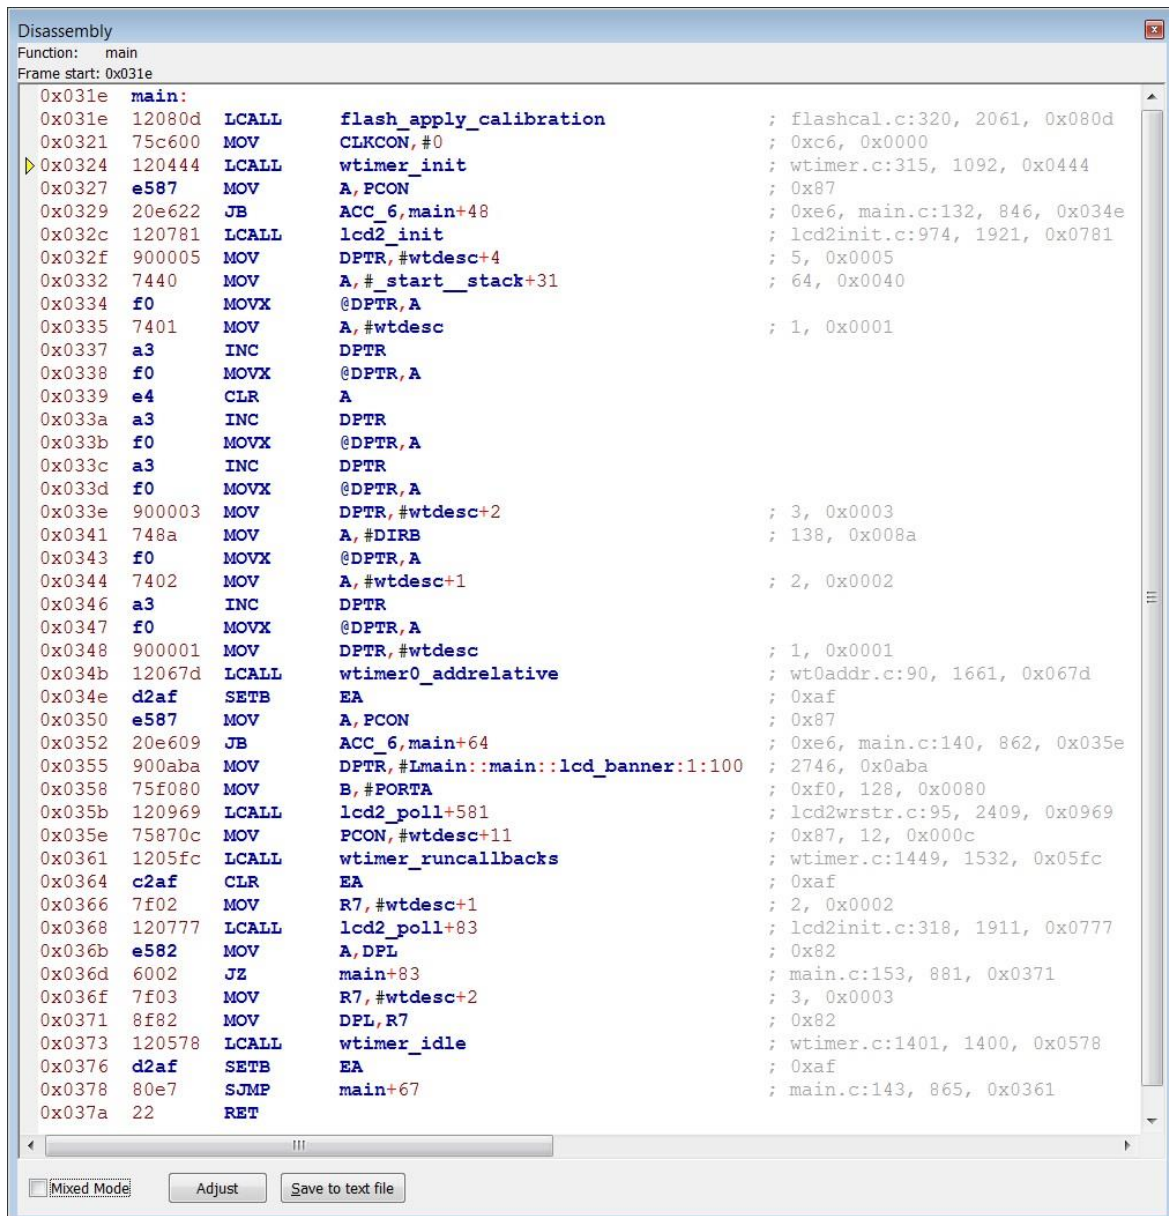 Disassembly
Function: main
Frame start: 0x031e
0x031e main:
0x031e 12080d LCALL flash_apply_calibration ; flashcal.c:320, 2061, 0x080d
0x0321 75c600 MOV CLKCON,#0 ; 0xc6, 0x0000
0x0324 120444 LCALL wtimer_init ; wtimer.c:315, 1092, 0x0444
0x0327 e587 MOV A,PCON ; 0x87
0x0329 20e622 JB ACC_6,main+48 ; 0xe6, main.c:132, 846, 0x034e
0x032c 120781 LCALL lcd2_init ; lcd2init.c:974, 1921, 0x0781
0x032f 900005 MOV DPTR,#wtdesc+4 ; 5, 0x0005
0x0332 7440 MOV A,#_start__stack+31 ; 64, 0x0040
0x0334 f0 MOVX @DPTR,A
0x0335 7401 MOV A,#wtdesc ; 1, 0x0001
0x0337 a3 INC DPTR
0x0338 f0 MOVX @DPTR,A
0x0339 e4 CLR A
0x033a a3 INC DPTR
0x033b f0 MOVX @DPTR,A
0x033c a3 INC DPTR
0x033d f0 MOVX @DPTR,A
0x033e 900003 MOV DPTR,#wtdesc+2 ; 3, 0x0003
0x0341 748a MOV A,#DIRB ; 138, 0x008a
0x0343 f0 MOVX @DPTR,A
0x0344 7402 MOV A,#wtdesc+1 ; 2, 0x0002
0x0346 a3 INC DPTR
0x0347 f0 MOVX @DPTR,A
0x0348 900001 MOV DPTR,#wtdesc ; 1, 0x0001
0x034b 12067d LCALL wtimer0_addrelative ; wt0addr.c:90, 1661, 0x067d
0x034e d2af SETB EA ; 0xaf
0x0350 e587 MOV A,PCON ; 0x87
0x0352 20e609 JB ACC_6,main+64 ; 0xe6, main.c:140, 862, 0x035e
0x0355 900aba MOV DPTR,#Lmain::main::lcd_banner:1:100 ; 2746, 0x0aba
0x0358 75f080 MOV B,#PORTA ; 0xf0, 128, 0x0080
0x035b 120969 LCALL lcd2_poll+581 ; lcd2wrstr.c:95, 2409, 0x0969
0x035e 75870c MOV PCON,#wtdesc+11 ; 0x87, 12, 0x000c
0x0361 1205fc LCALL wtimer_runcallbacks ; wtimer.c:1449, 1532, 0x05fc
0x0364 c2af CLR EA ; 0xaf
0x0366 7f02 MOV R7,#wtdesc+1 ; 2, 0x0002
0x0368 120777 LCALL lcd2_poll+83 ; lcd2init.c:318, 1911, 0x0777
0x036b e582 MOV A,DPL ; 0x82
0x036d 6002 JZ main+83 ; main.c:153, 881, 0x0371
0x036f 7f03 MOV R7,#wtdesc+2 ; 3, 0x0003
0x0371 8f82 MOV DPL,R7 ; 0x82
0x0373 120578 LCALL wtimer_idle ; wtimer.c:1401, 1400, 0x0578
0x0376 d2af SETB EA ; 0xaf
0x0378 80e7 SJMP main+67 ; main.c:143, 865, 0x0361
0x037a 22 RET
Mixed Mode Adjust Save to text file